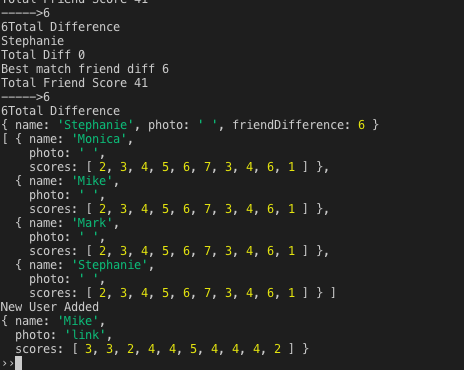 Total Friend Score 41
----->6
6Total Difference
Stephanie
Total Diff 0
Best match friend diff 6
Total Friend Score 41
----->6
6Total Difference
{ name: 'Stephanie', photo: ' ', friendDifference: 6 }
[ { name: 'Monica',
photo: ' ',
scores: [ 2, 3, 4, 5, 6, 7, 3, 4, 6, 1 ] },
{ name: 'Mike',
photo: ' ',
scores: [ 2, 3, 4, 5, 6, 7, 3, 4, 6, 1 ] },
{ name: 'Mark',
photo: ' ',
scores: [ 2, 3, 4, 5, 6, 7, 3, 4, 6, 1 ] },
{ name: 'Stephanie',
photo: ' ',
scores: [ 2, 3, 4, 5, 6, 7, 3, 4, 6, 1 ] } ]
New User Added
{ name: 'Mike',
photo: 'link',
scores: [ 3, 3, 2, 4, 4, 5, 4, 4, 4, 2 ] }
››